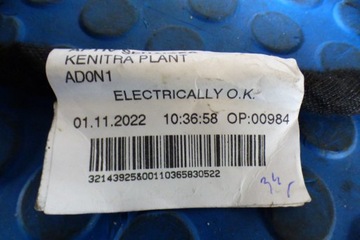 KENITRA PLANT
AD0N1
ELECTRICALLY O.K.
01.11.2022 10:36:58 OP:00984
32143925&00110365830522